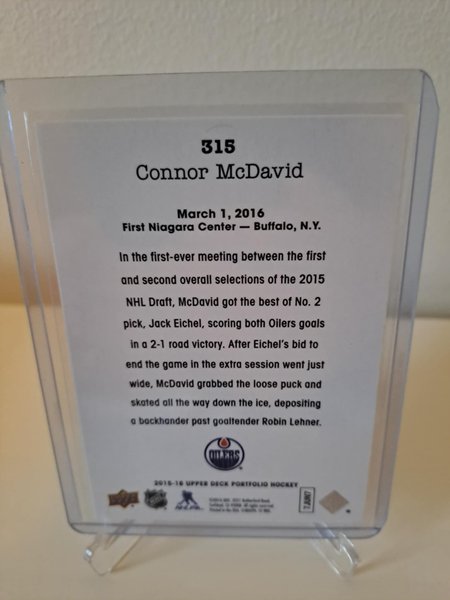 315
Connor McDavid
March 1, 2016
First Niagara Center — Buffalo, N.Y.
In the first-ever meeting between the first
and second overall selections of the 2015
NHL Draft, McDavid got the best of No. 2
pick, Jack Eichel, scoring both Oilers goals
in a 2-1 road victory. After Eichel's bid to
end the game in the extra session went just
wide, McDavid grabbed the loose puck and
skated all the way down the ice, depositing
a backhander past goaltender Robin Lehner.
OILERS
2015-16 UPPER DECK PORTFOLIO HOCKEY
NHL
NHLPA